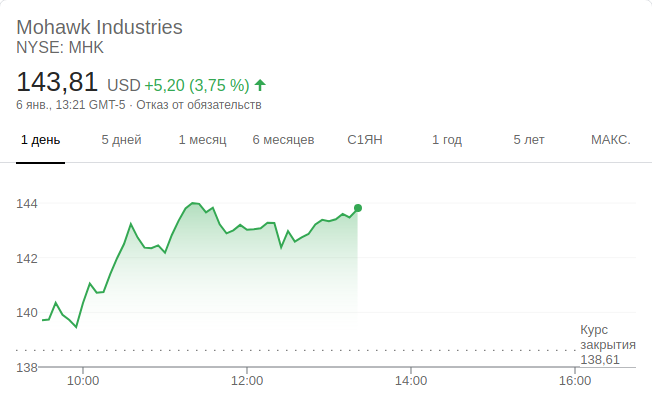 Mohawk Industries
NYSE: MHK
143,81 USD +5,20 (3,75 %)
6 янв., 13:21 GMT-5 · Отказ от обязательств
1 день 5 дней 1 месяц 6 месяцев С1ЯН 1 год 5 лет МАКС.
144
142
140
Курс
закрытия
138,61
138
10:00 12:00 14:00 16:00